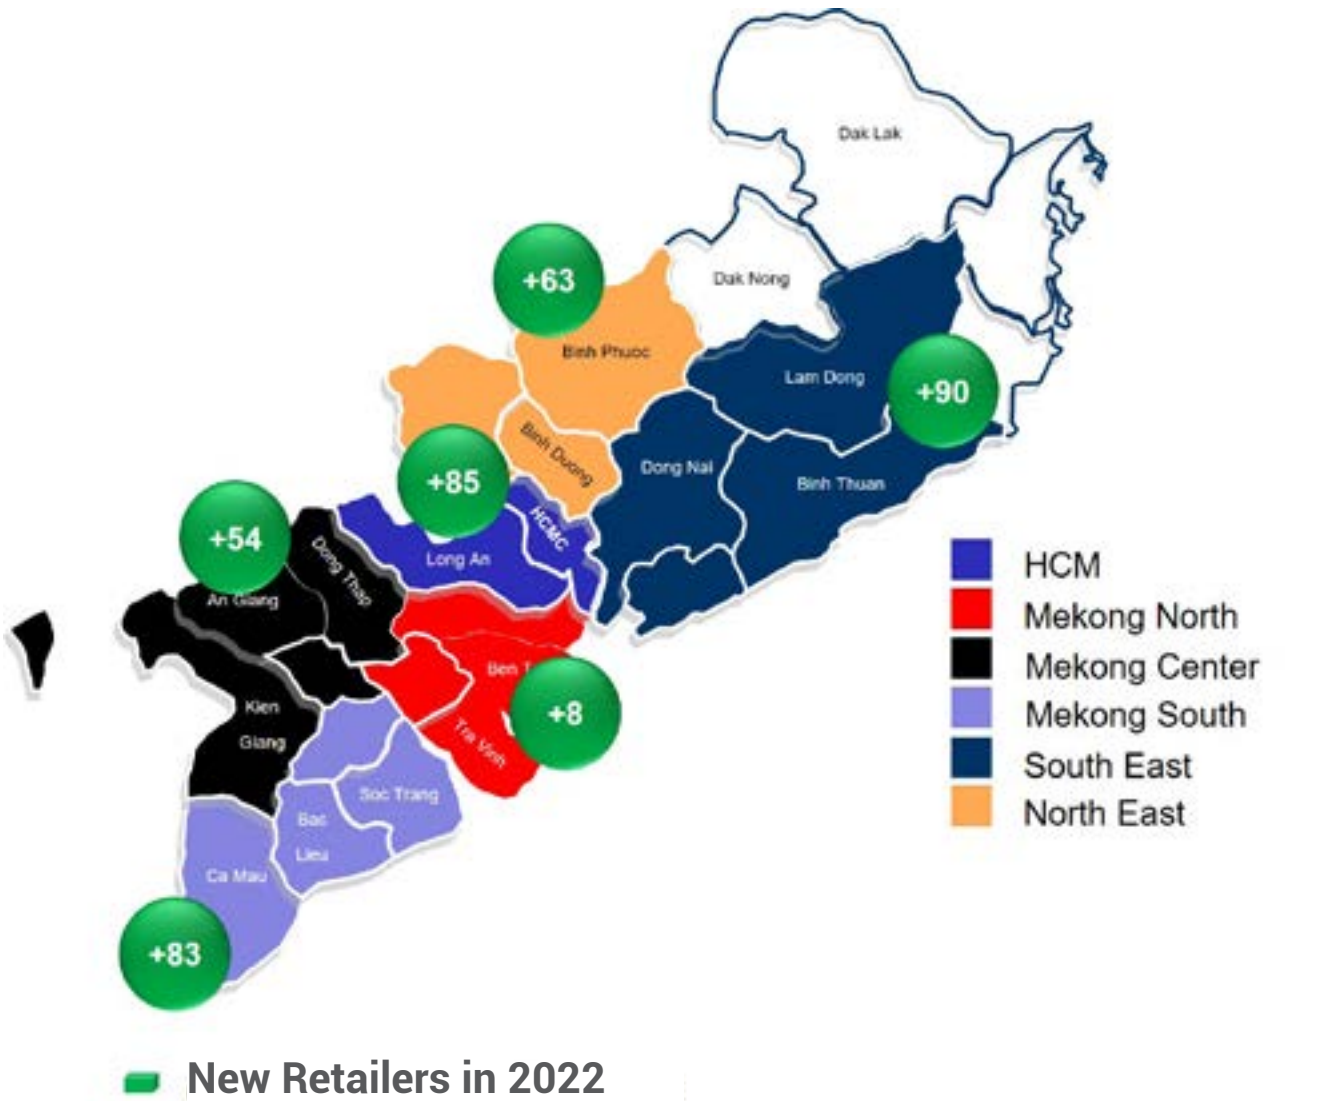 Dak Lak
+63
Dak Nong
Binh Phuoc
Lam Dong
+90
Binh Duong
Dong Nai
+85
Binh Thuan
+54
HCMC
Dong Thap
Long An
An Giang
HCM
Mekong North
Mekong Center
Mekong South
South East
North East
Ben T
+8
Kien
Giang
Tra Vinh
Soc Trang
Bac
Lieu
Ca Mau
+83
New Retailers in 2022